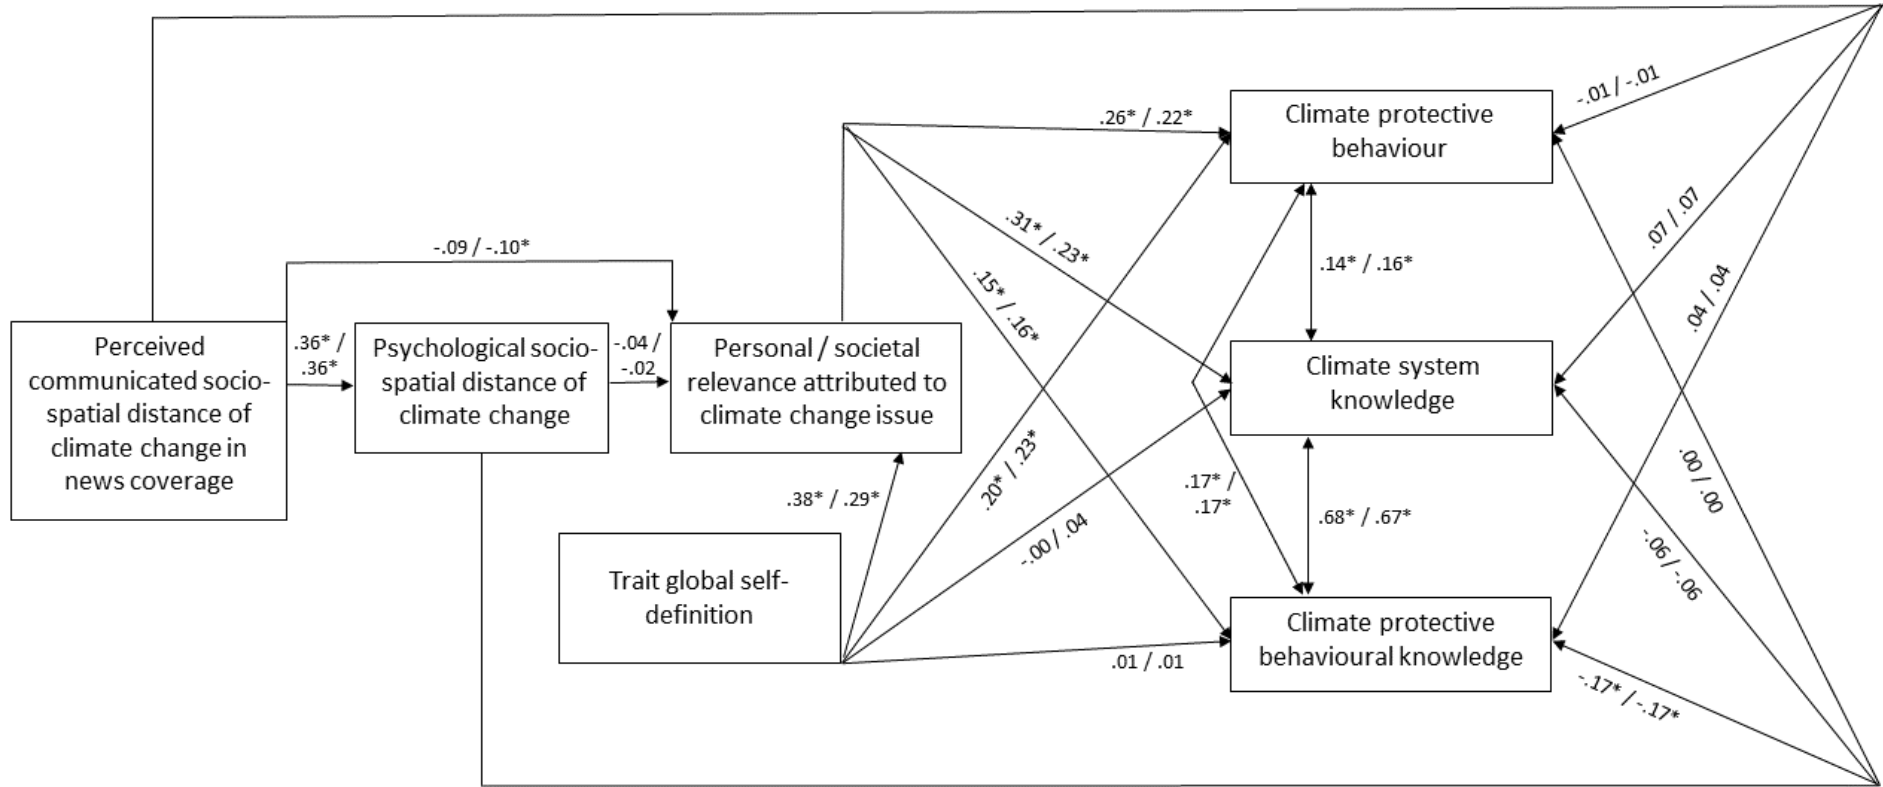 -.01 / -.01
.26* / .22*
Climate protective
behaviour
.07 / .07
.31* / .23*
-.09 / -.10*
.14* / .16*
.15* / .16*
.04 / .04
Perceived
communicated socio-
spatial distance of
climate change in
news coverage
.36* /
.36*
Psychological socio-
spatial distance of
climate change
-.04 /
-.02
Personal / societal
relevance attributed to
climate change issue
Climate system
knowledge
.20* / .23*
.38* / .29*
.17* /
.17*
.68* / .67*
.00 / .00
-.00 / .04
-.06 / -.06
Trait global self-
definition
Climate protective
behavioural knowledge
.01 / .01
-.17* / -.17*